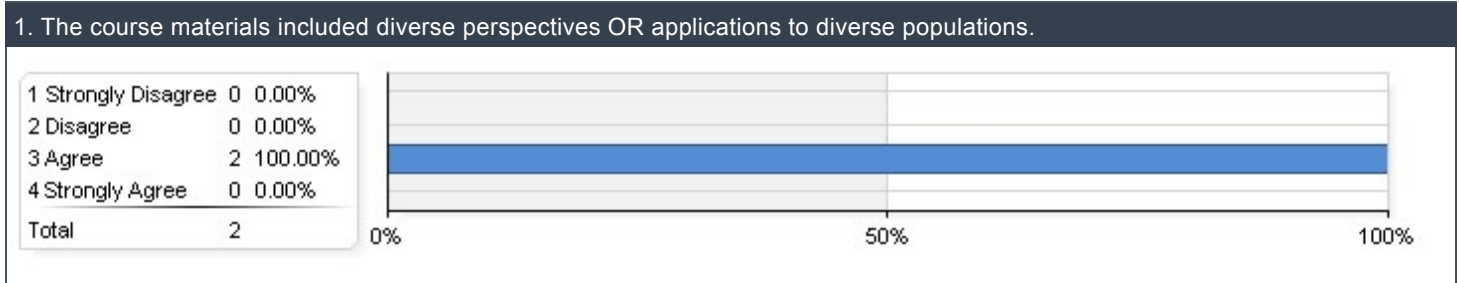 1. The course materials included diverse perspectives OR applications to diverse populations.
1 Strongly Disagree 0 0.00%
2 Disagree 0 0.00%
3 Agree 2 100.00%
4 Strongly Agree 0 0.00%
Total 2
0% 50% 100%